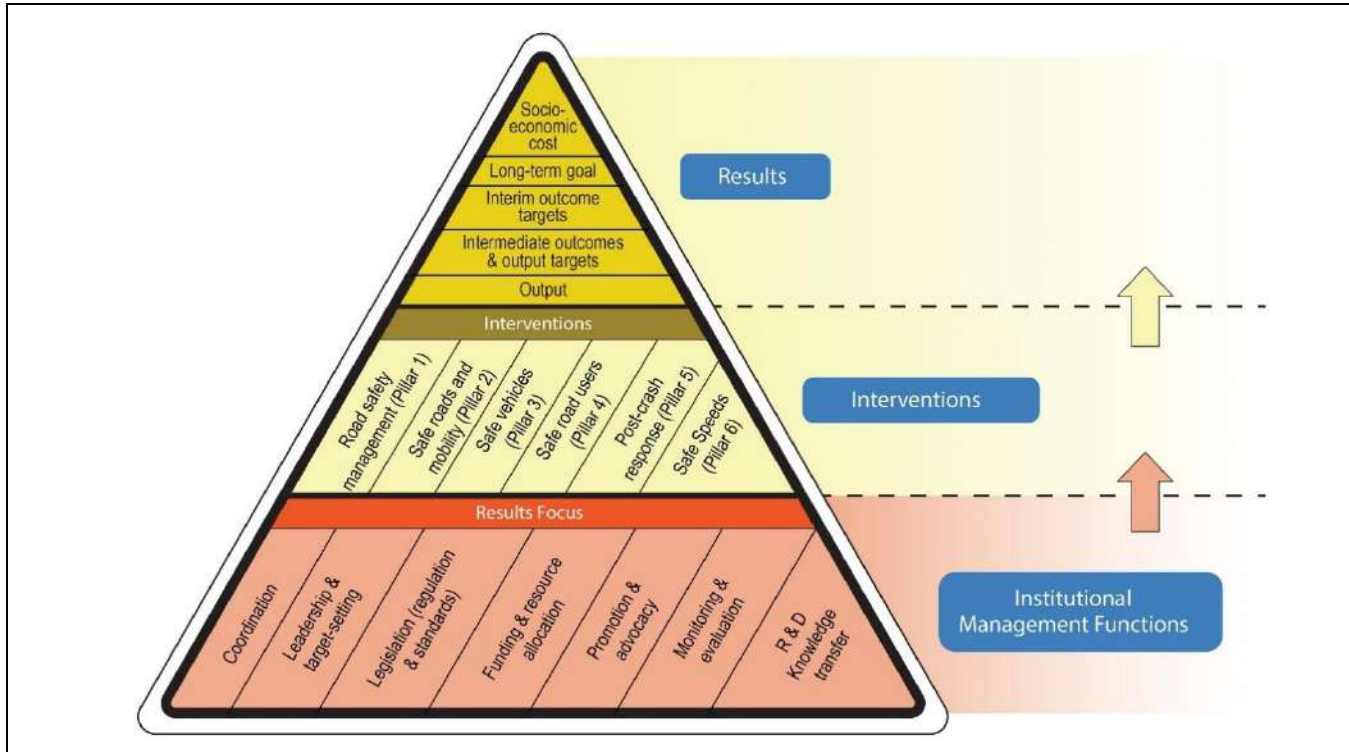 Socio-
economic
cost
Long-term goal
Interim outcome
targets
Intermediate outcomes
& output targets
Output
Results
Interventions
Road safety
management (Pillar 1)
Safe roads and
mobility (Pillar 2)
Safe vehicles
(Pillar 3)
Safe road users
(Pillar 4)
Post-crash
response (Pillar 5)
Safe Speeds
(Pillar 6)
Interventions
Results Focus
Coordination
Leadership &
target-setting
Legislation (regulation
& standards)
Funding & resource
allocation
Promotion &
advocacy
Monitoring &
evaluation
R & D
Knowledge
transfer
Institutional
Management Functions